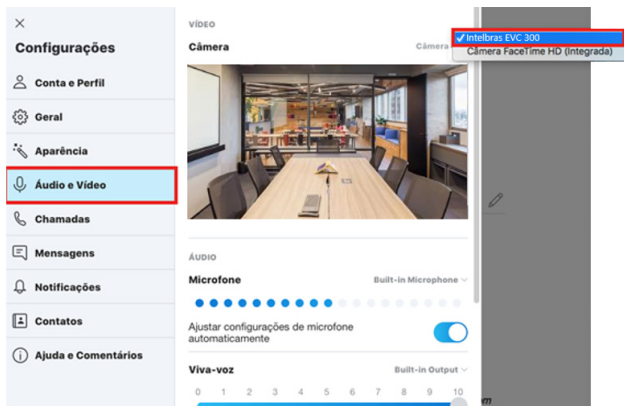 Configurações
Conta e Perfil
Geral
Aparência
Áudio e Vídeo
Chamadas
Mensagens
Notificações
Contatos
Ajuda e Comentários
VÍDEO
Câmera
Câmera
Intelbras EVC 300
Câmera FaceTime HD (Integrada)
ÁUDIO
Microfone
Built-in Microphone
Ajustar configurações de microfone
automaticamente
Viva-voz
Built-in Output
0 1 2 3 4 5 6 7 8 9 10
om